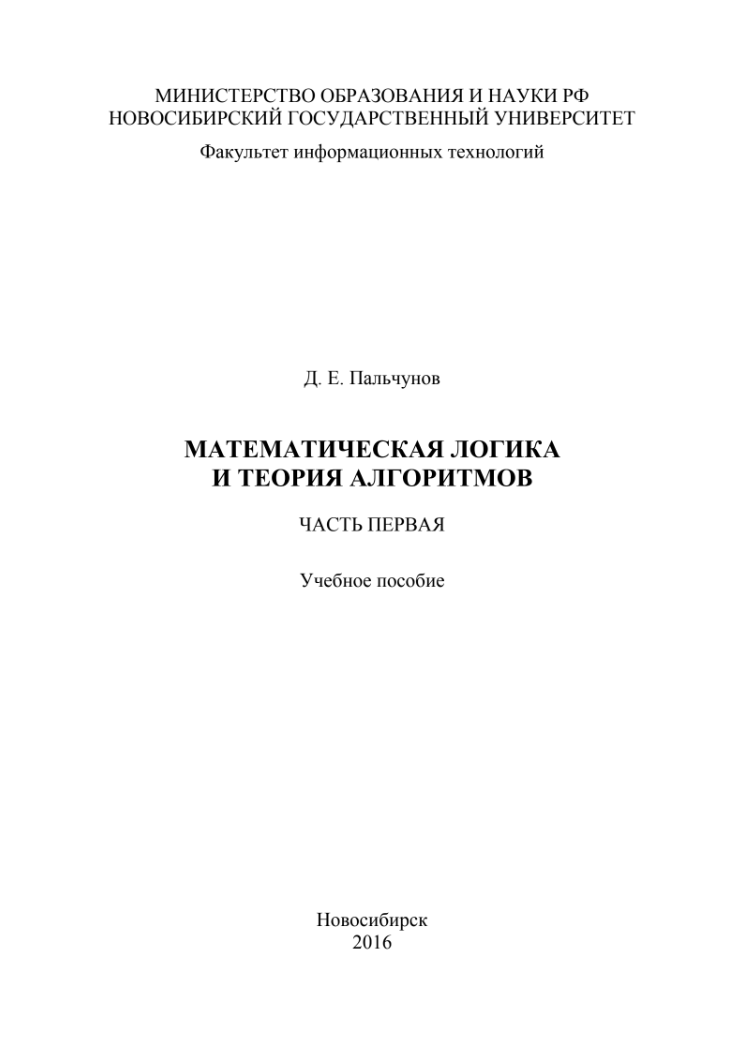 МИНИСТЕРСТВО ОБРАЗОВАНИЯ И НАУКИ РФ
НОВОСИБИРСКИЙ ГОСУДАРСТВЕННЫЙ УНИВЕРСИТЕТ
Факультет информационных технологий
Д. Е. Пальчунов
МАТЕМАТИЧЕСКАЯ ЛОГИКА
И ТЕОРИЯ АЛГОРИТМОВ
ЧАСТЬ ПЕРВАЯ
Учебное пособие
Новосибирск
2016